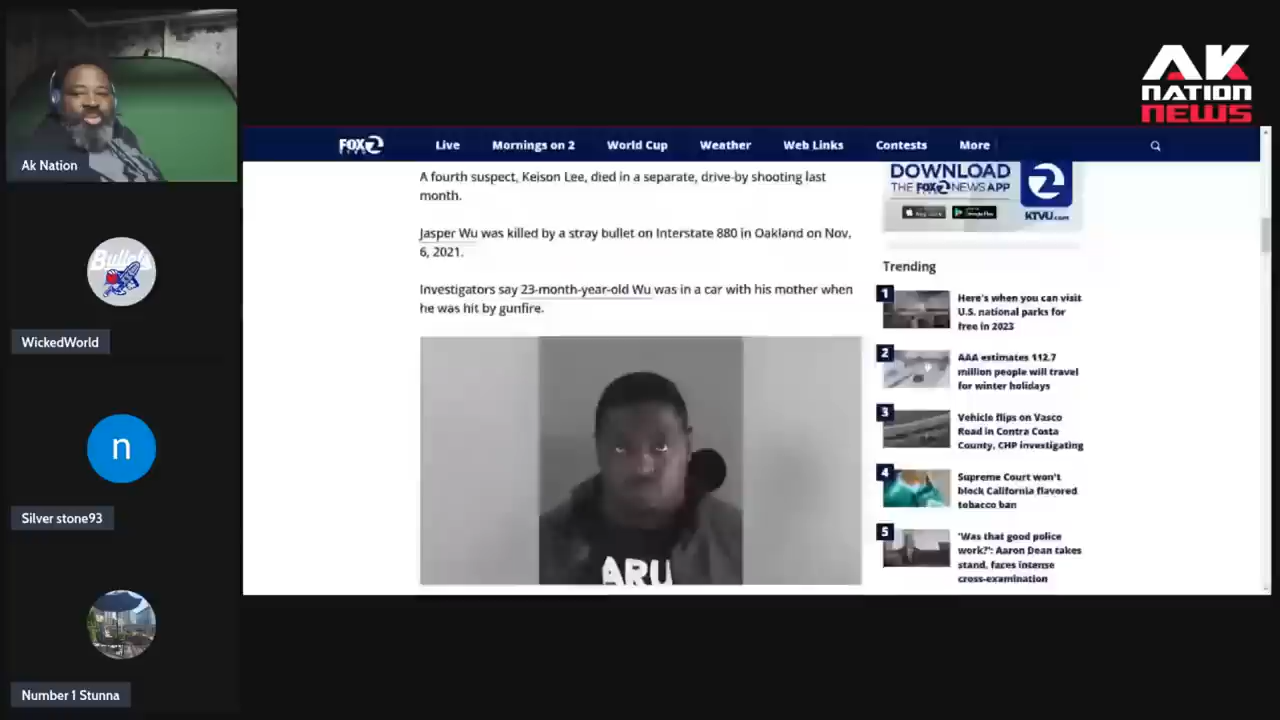 Ak Nation
WickedWorld
n
Silver stone93
Number 1 Stunna
AK
NATION
NEWS
FOX 2
Live
Mornings on 2
World Cup
Weather
Web Links
Contests
More
A fourth suspect, Keison Lee, died in a separate, drive-by shooting last
month.
Jasper Wu was killed by a stray bullet on Interstate 880 in Oakland on Nov.
6, 2021.
Investigators say 23-month-year-old Wu was in a car with his mother when
he was hit by gunfire.
ARU
DOWNLOAD
THE FOX 2 NEWS APP
2
KTVU.com
Trending
1
Here's when you can visit
U.S. national parks for
free in 2023
2
AAA estimates 112.7
million people will travel
for winter holidays
3
Vehicle flips on Vasco
Road in Contra Costa
County, CHP investigating
4
Supreme Court won't
block California flavored
tobacco ban
5
'Was that good police
work?': Aaron Dean takes
stand, faces intense
cross-examination